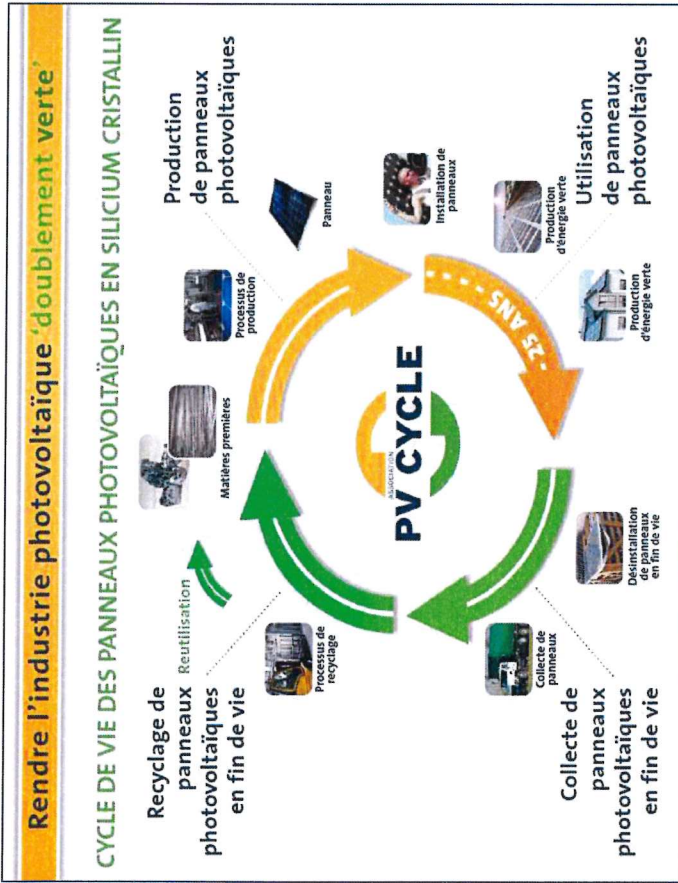 Rendre l'industrie photovoltaïque 'doublement verte'
CYCLE DE VIE DES PANNEAUX PHOTOVOLTAÏQUES EN SILICIUM CRISTALLIN
Recyclage de
panneaux
photovoltaïques
en fin de vie
Réutilisation
Matières premières
Processus de
production
Production
de panneaux
photovoltaïques
Panneau
Processus de
recyclage
ASSOCIATION
PV CYCLE
Installation de
panneaux
- 25 ANS -
Production
d'énergie verte
Collecte de
panneaux
Désinstallation
de panneaux
en fin de vie
Production
d'énergie verte
Collecte de
panneaux
photovoltaïques
en fin de vie
Utilisation
de panneaux
photovoltaïques